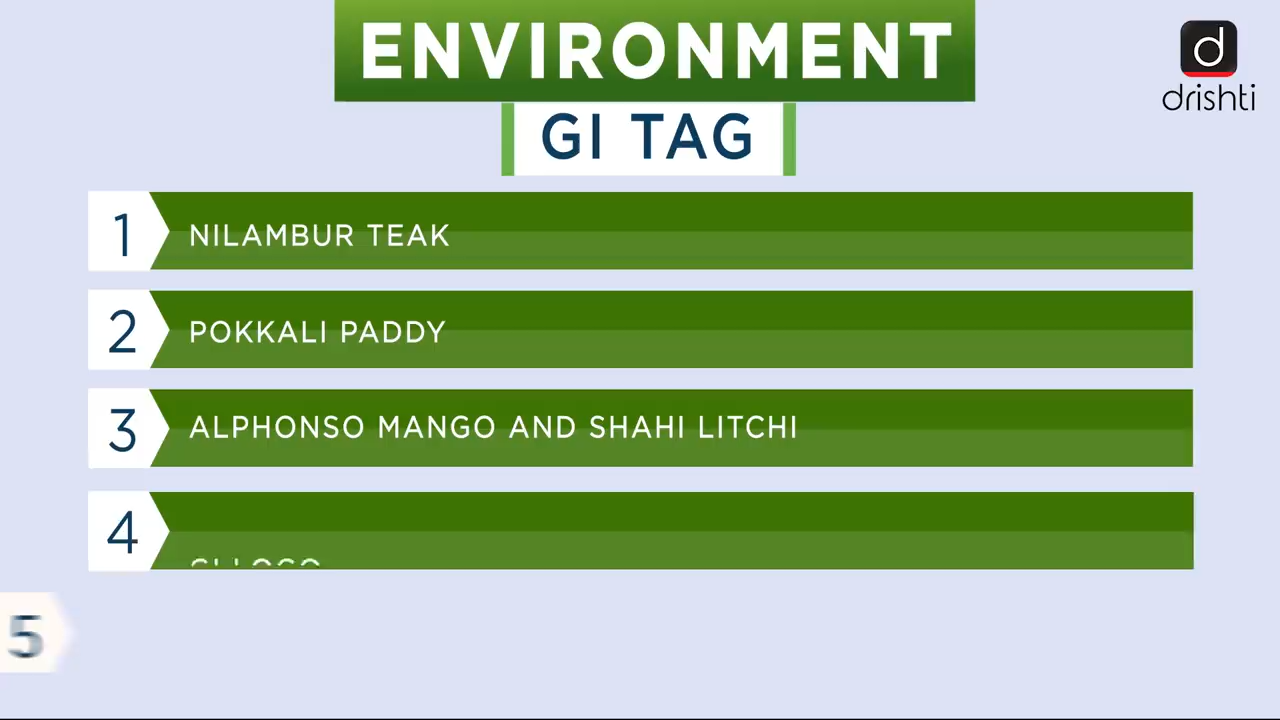 ENVIRONMENT
d
drishti
GI TAG
1 NILAMBUR TEAK
2 POKKALI PADDY
3 ALPHONSO MANGO AND SHAHI LITCHI
4
5